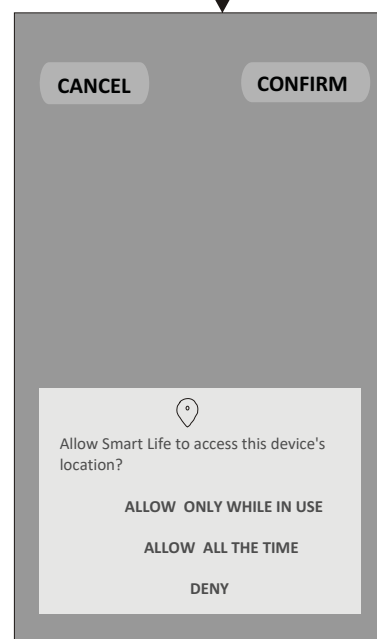 CANCEL
CONFIRM
Allow Smart Life to access this device's
location?
ALLOW ONLY WHILE IN USE
ALLOW ALL THE TIME
DENY